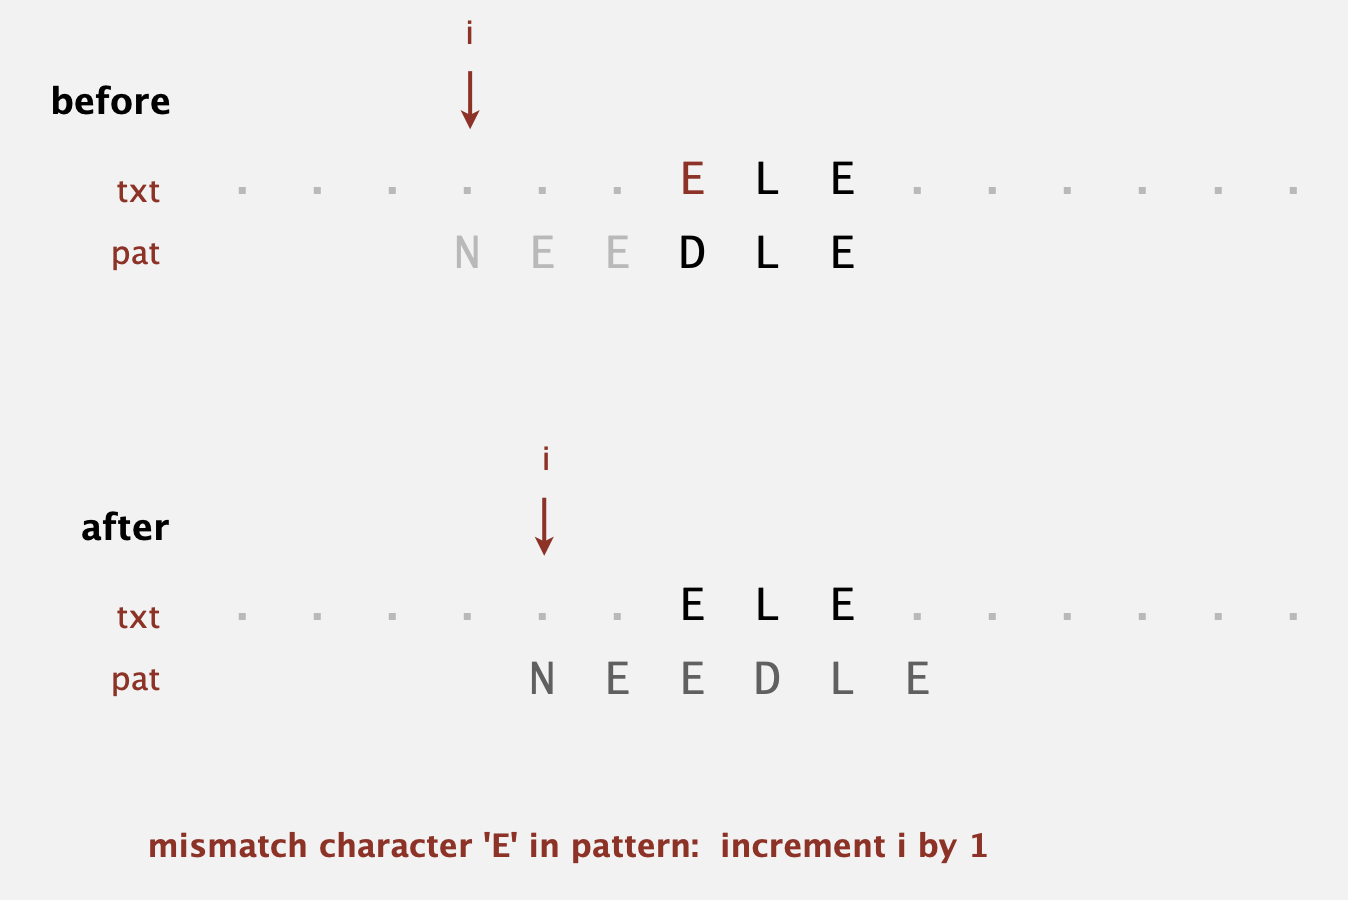 i
before
txt . . . . . . E L E . . . . . .
pat N E E D L E
i
after
txt . . . . . . E L E . . . . . .
pat N E E D L E
mismatch character 'E' in pattern: increment i by 1